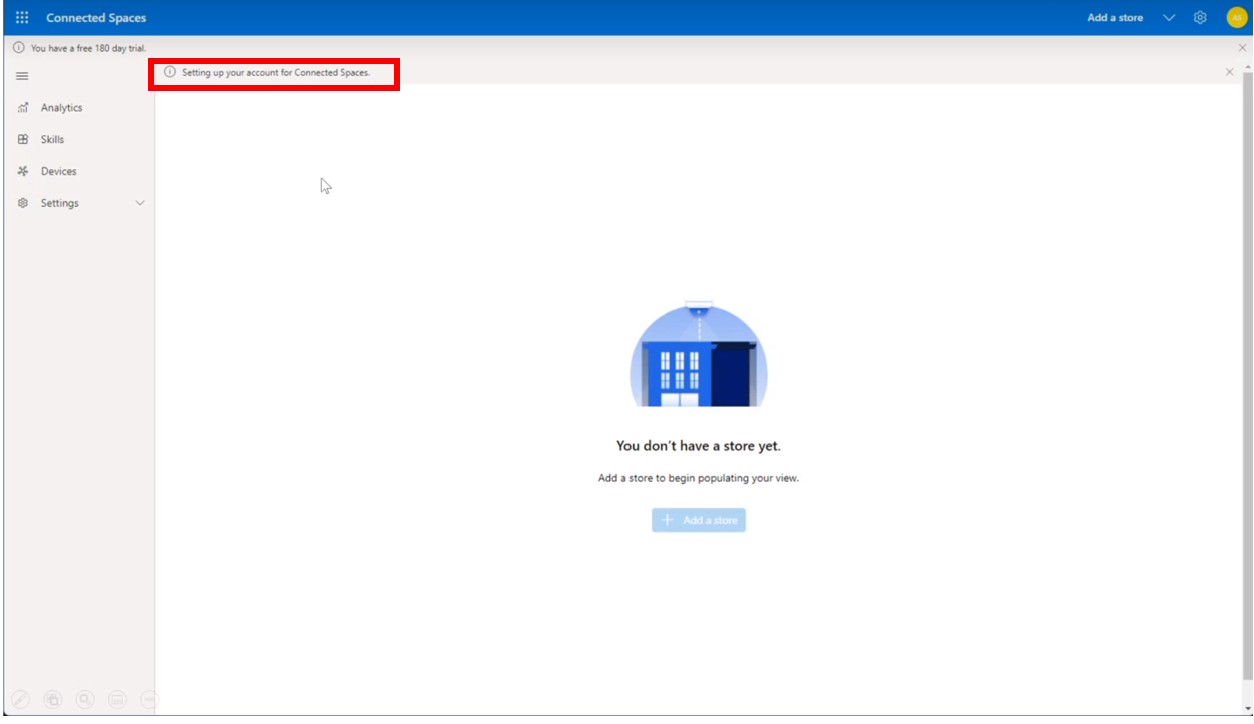 Connected Spaces
Add a store
You have a free 180 day trial.
Setting up your account for Connected Spaces.
Analytics
Skills
Devices
Settings
You don't have a store yet.
Add a store to begin populating your view.
Add a store